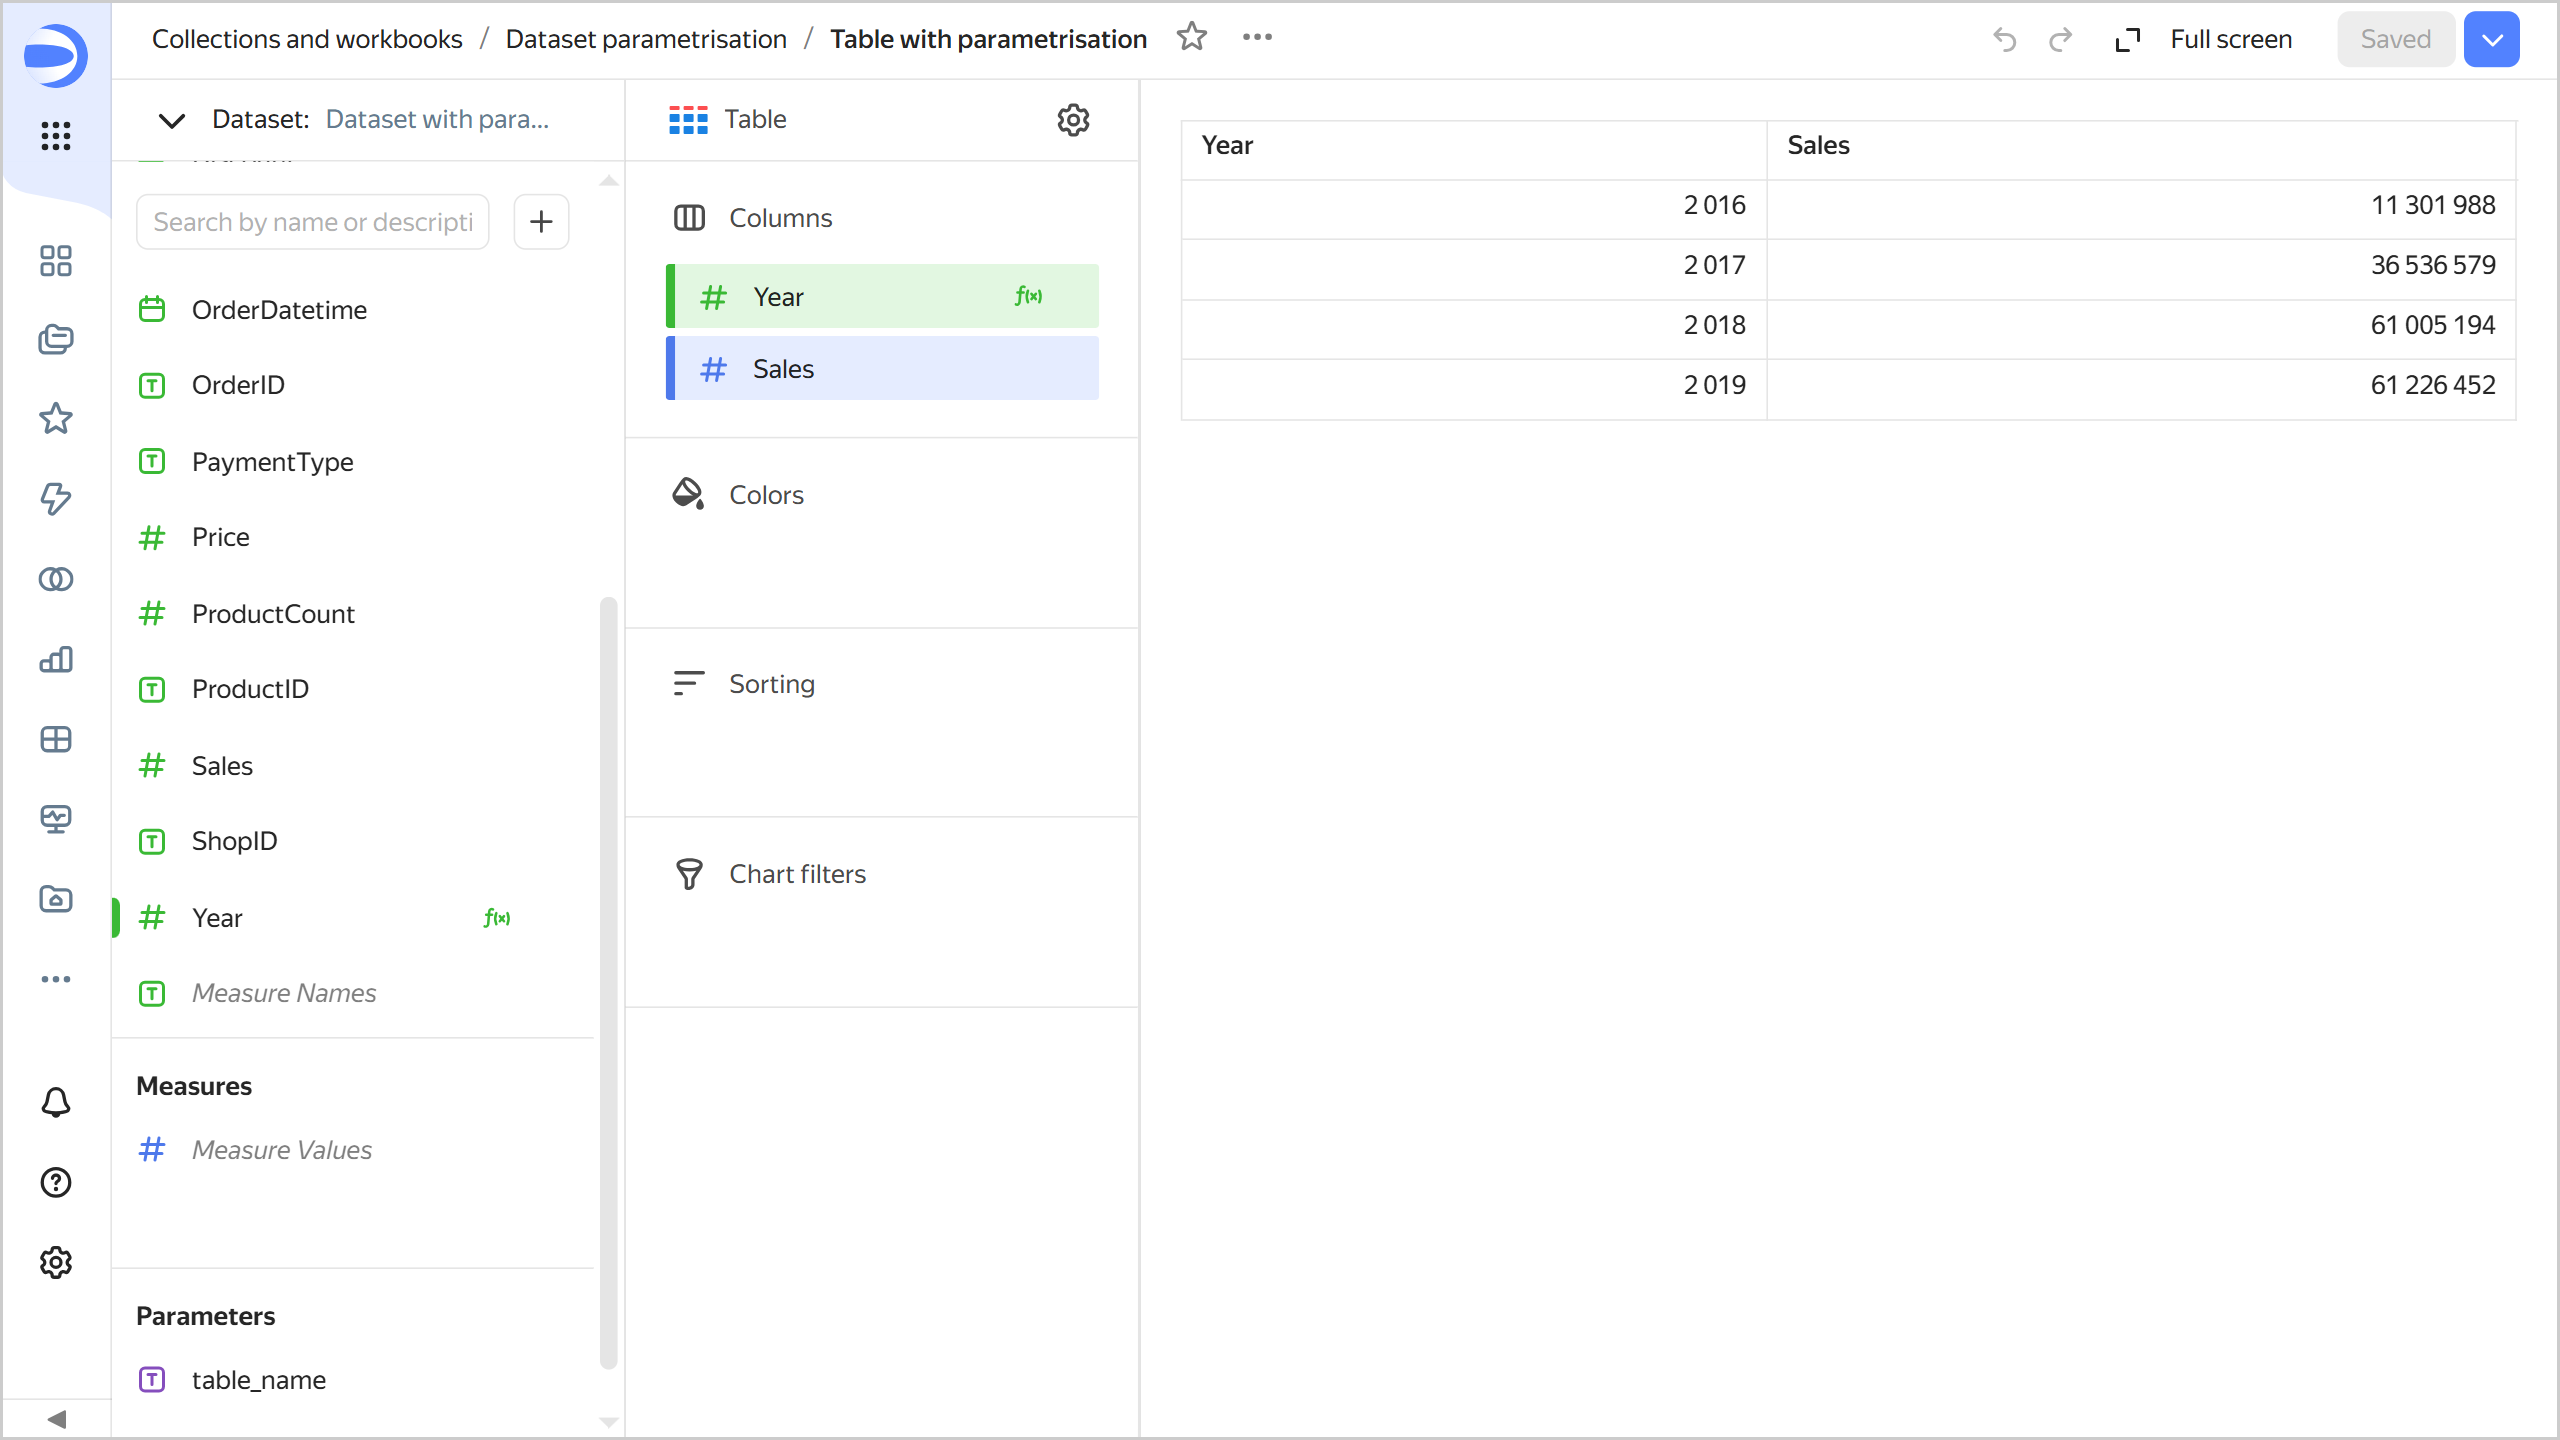 Collections and workbooks / Dataset parametrisation / Table with parametrisation
Full screen
Saved
Dataset: Dataset with para...
Search by name or descripti
OrderDatetime
OrderID
PaymentType
Price
ProductCount
ProductID
Sales
ShopID
Year
Measure Names
Measures
Measure Values
Parameters
table_name
Table
Columns
Year
Sales
Colors
Sorting
Chart filters
Year Sales
2 016 11 301 988
2 017 36 536 579
2 018 61 005 194
2 019 61 226 452